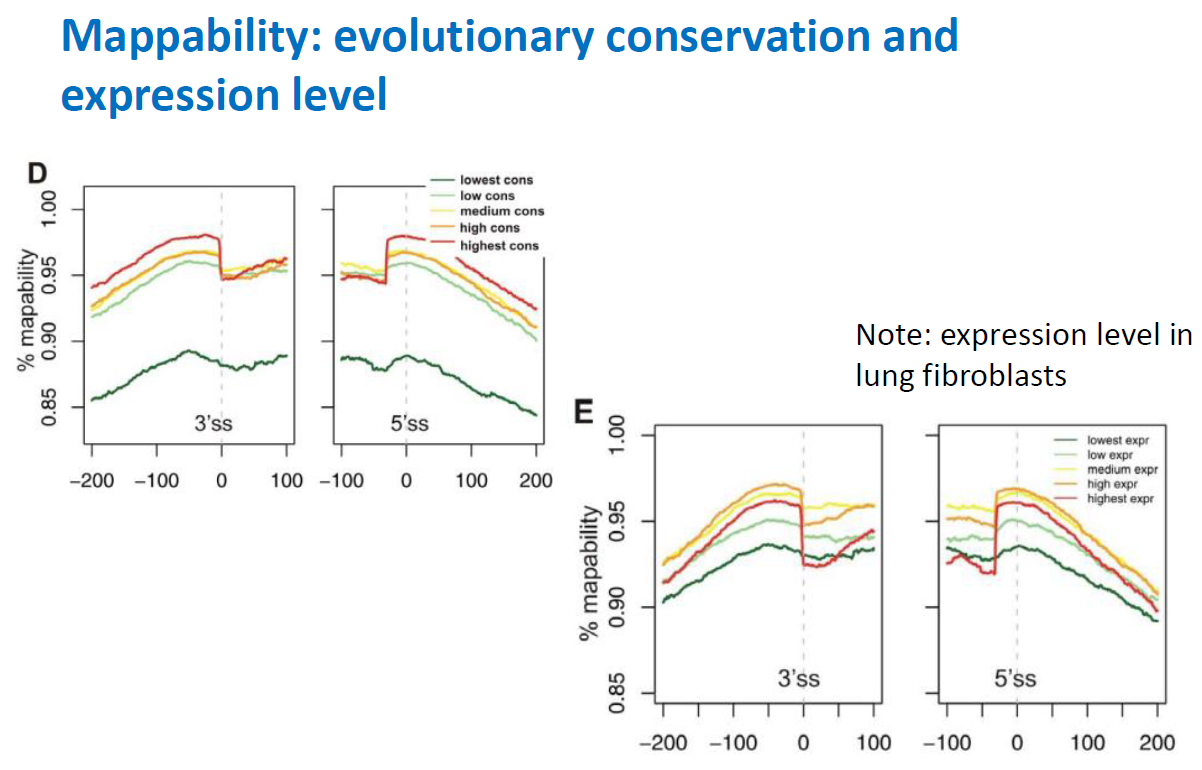 Mappability: evolutionary conservation and
expression level
D
lowest cons
low cons
medium cons
high cons
highest cons
% mapability
1.00
0.95
0.90
0.85
3'ss
5'ss
−200 −100 0 100
−100 0 100 200
Note: expression level in
lung fibroblasts
E
lowest expr
low expr
medium expr
high expr
highest expr
% mapability
1.00
0.95
0.90
0.85
3'ss
5'ss
−200 −100 0 100
−100 0 100 200